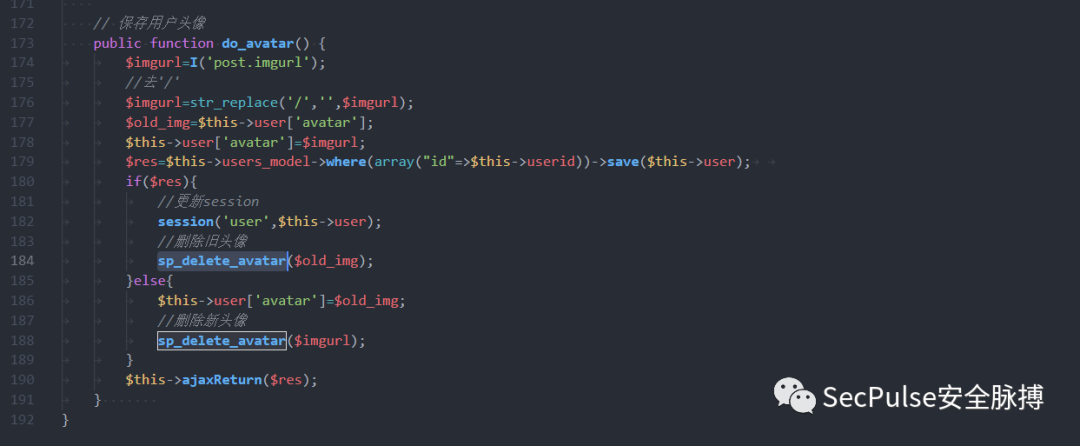 171
172 // 保存用户头像
173 public function do_avatar() {
174 $imgurl=I('post.imgurl');
175 //去'/'
176 $imgurl=str_replace('/','',$imgurl);
177 $old_img=$this->user['avatar'];
178 $this->user['avatar']=$imgurl;
179 $res=$this->users_model->where(array("id"=>$this->userid))->save($this->user);
180 if($res){
181 //更新session
182 session('user',$this->user);
183 //删除旧头像
184 sp_delete_avatar($old_img);
185 }else{
186 $this->user['avatar']=$old_img;
187 //删除新头像
188 sp_delete_avatar($imgurl);
189 }
190 $this->ajaxReturn($res);
191 }
192 }
SecPulse安全脉搏